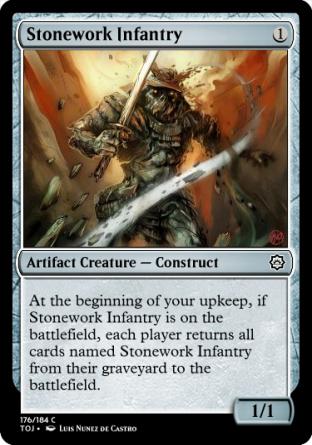 Stonework Infantry 1
Artifact Creature — Construct
At the beginning of your upkeep, if
Stonework Infantry is on the
battlefield, each player returns all
cards named Stonework Infantry
from their graveyard to the
battlefield.
1/1
176/184 C
TOJ • Luis Nunez de Castro